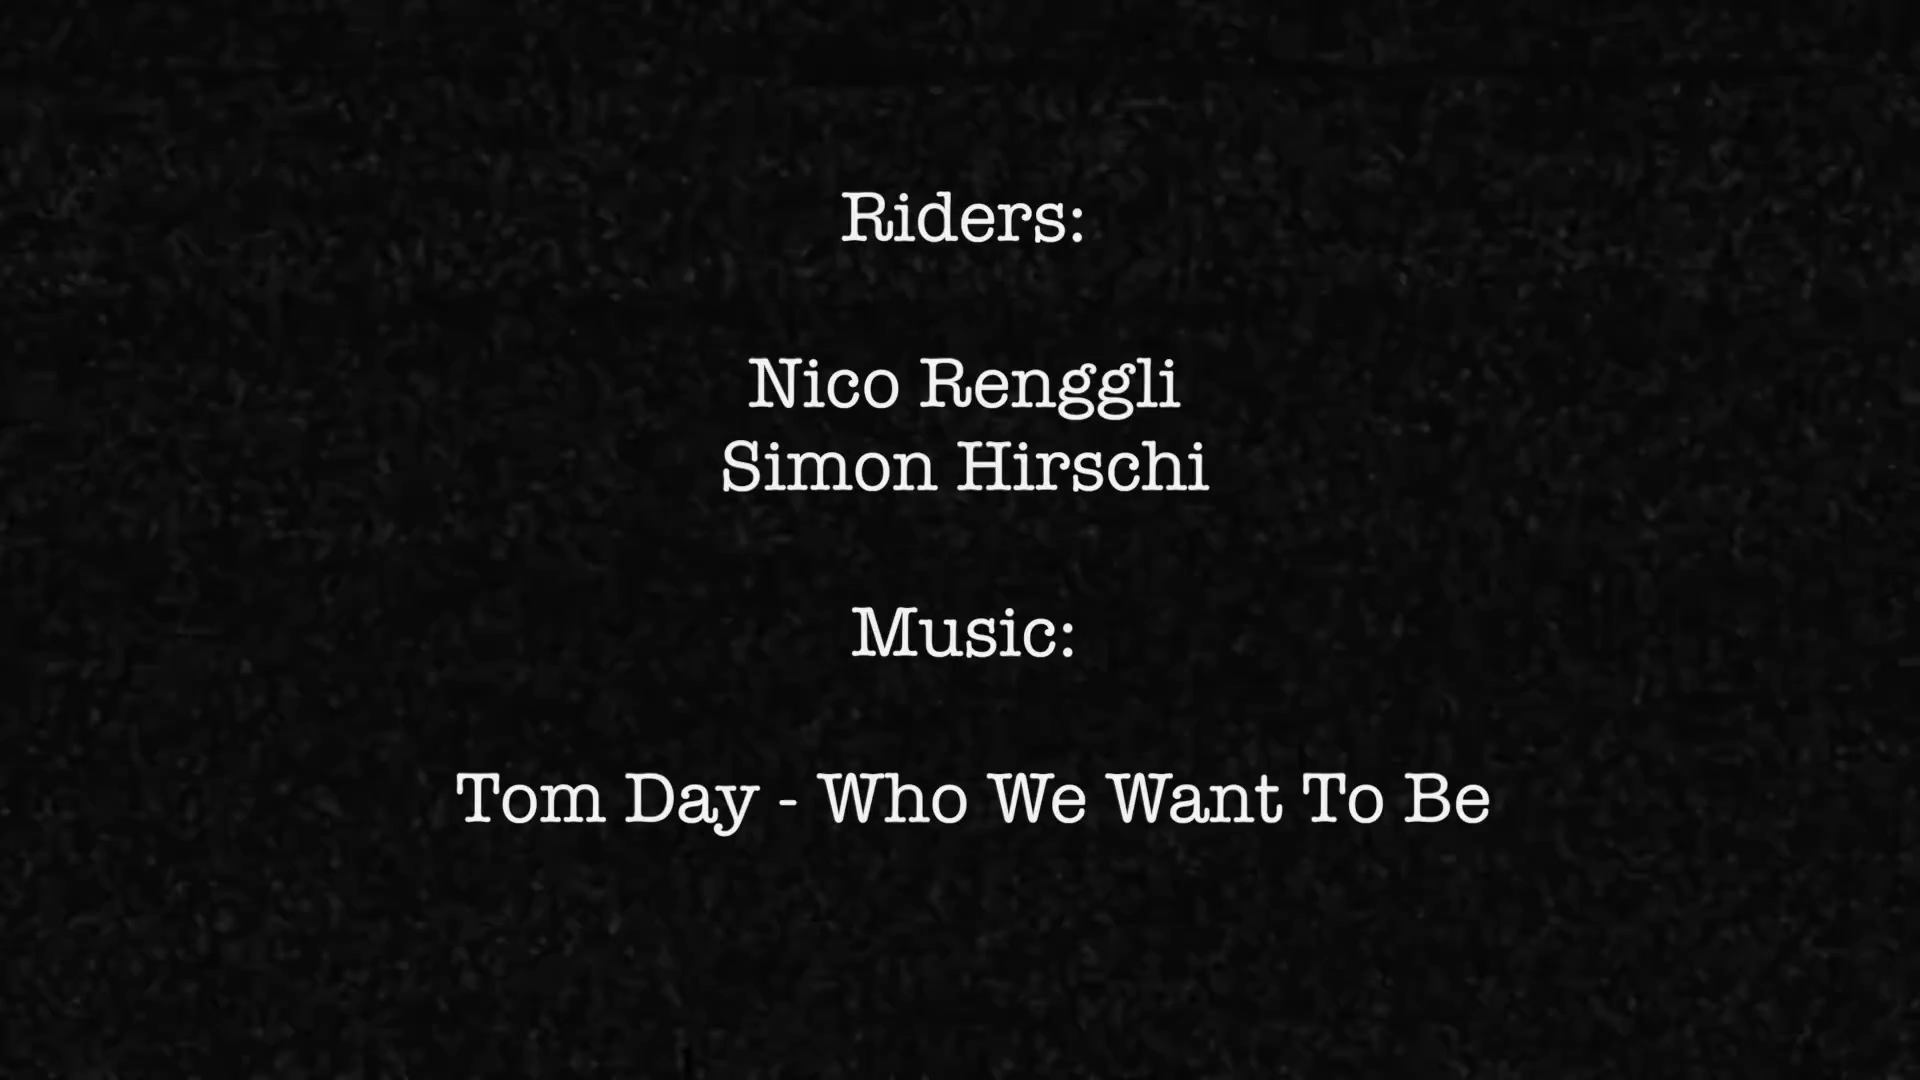 Riders:
Nico Renggli
Simon Hirschi
Music:
Tom Day - Who We Want To Be